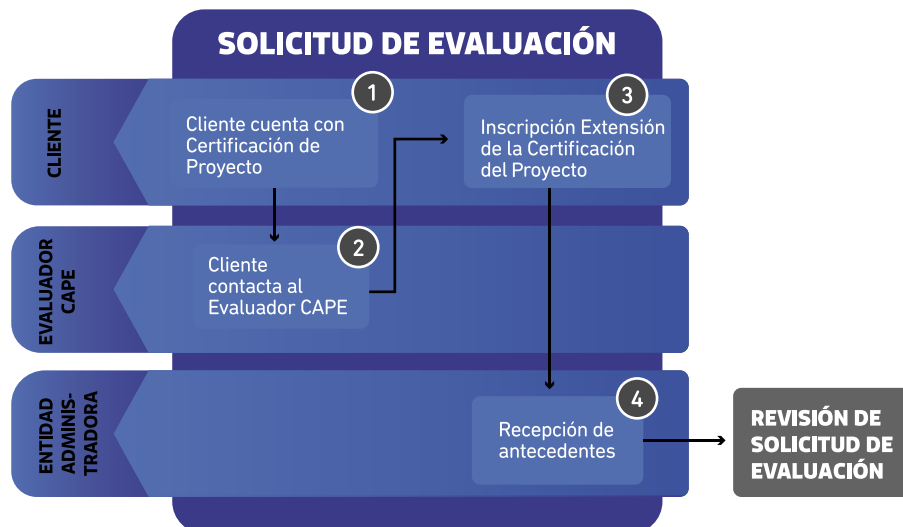 SOLICITUD DE EVALUACIÓN
CLIENTE
1
Cliente cuenta con
Certificación de
Proyecto
3
Inscripción Extensión
de la Certificación
del Proyecto
EVALUADOR
CAPE
2
Cliente
contacta al
Evaluador CAPE
ENTIDAD
ADMINIS-
TRADORA
4
Recepción de
antecedentes
REVISIÓN DE
SOLICITUD DE
EVALUACIÓN